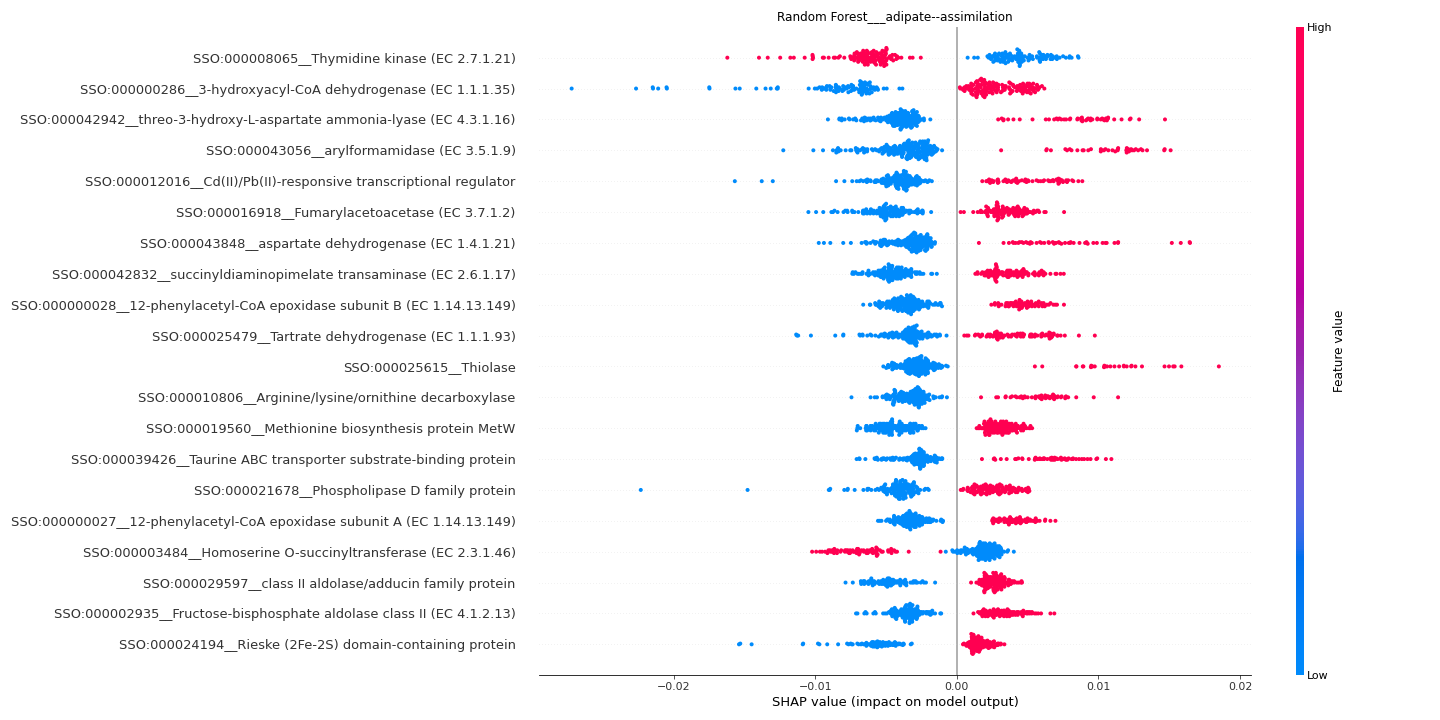 Random Forest___adipate--assimilation
High
SSO:000008065__Thymidine kinase (EC 2.7.1.21)
SSO:000000286__3-hydroxyacyl-CoA dehydrogenase (EC 1.1.1.35)
SSO:000042942__threo-3-hydroxy-L-aspartate ammonia-lyase (EC 4.3.1.16)
SSO:000043056__arylformamidase (EC 3.5.1.9)
SSO:000012016__Cd(II)/Pb(II)-responsive transcriptional regulator
SSO:000016918__Fumarylacetoacetase (EC 3.7.1.2)
SSO:000043848__aspartate dehydrogenase (EC 1.4.1.21)
SSO:000042832__succinyldiaminopimelate transaminase (EC 2.6.1.17)
SSO:000000028__12-phenylacetyl-CoA epoxidase subunit B (EC 1.14.13.149)
SSO:000025479__Tartrate dehydrogenase (EC 1.1.1.93)
SSO:000025615__Thiolase
SSO:000010806__Arginine/lysine/ornithine decarboxylase
SSO:000019560__Methionine biosynthesis protein MetW
SSO:000039426__Taurine ABC transporter substrate-binding protein
SSO:000021678__Phospholipase D family protein
SSO:000000027__12-phenylacetyl-CoA epoxidase subunit A (EC 1.14.13.149)
SSO:000003484__Homoserine O-succinyltransferase (EC 2.3.1.46)
SSO:000029597__class II aldolase/adducin family protein
SSO:000002935__Fructose-bisphosphate aldolase class II (EC 4.1.2.13)
SSO:000024194__Rieske (2Fe-2S) domain-containing protein
Feature value
Low
−0.02 −0.01 0.00 0.01 0.02
SHAP value (impact on model output)